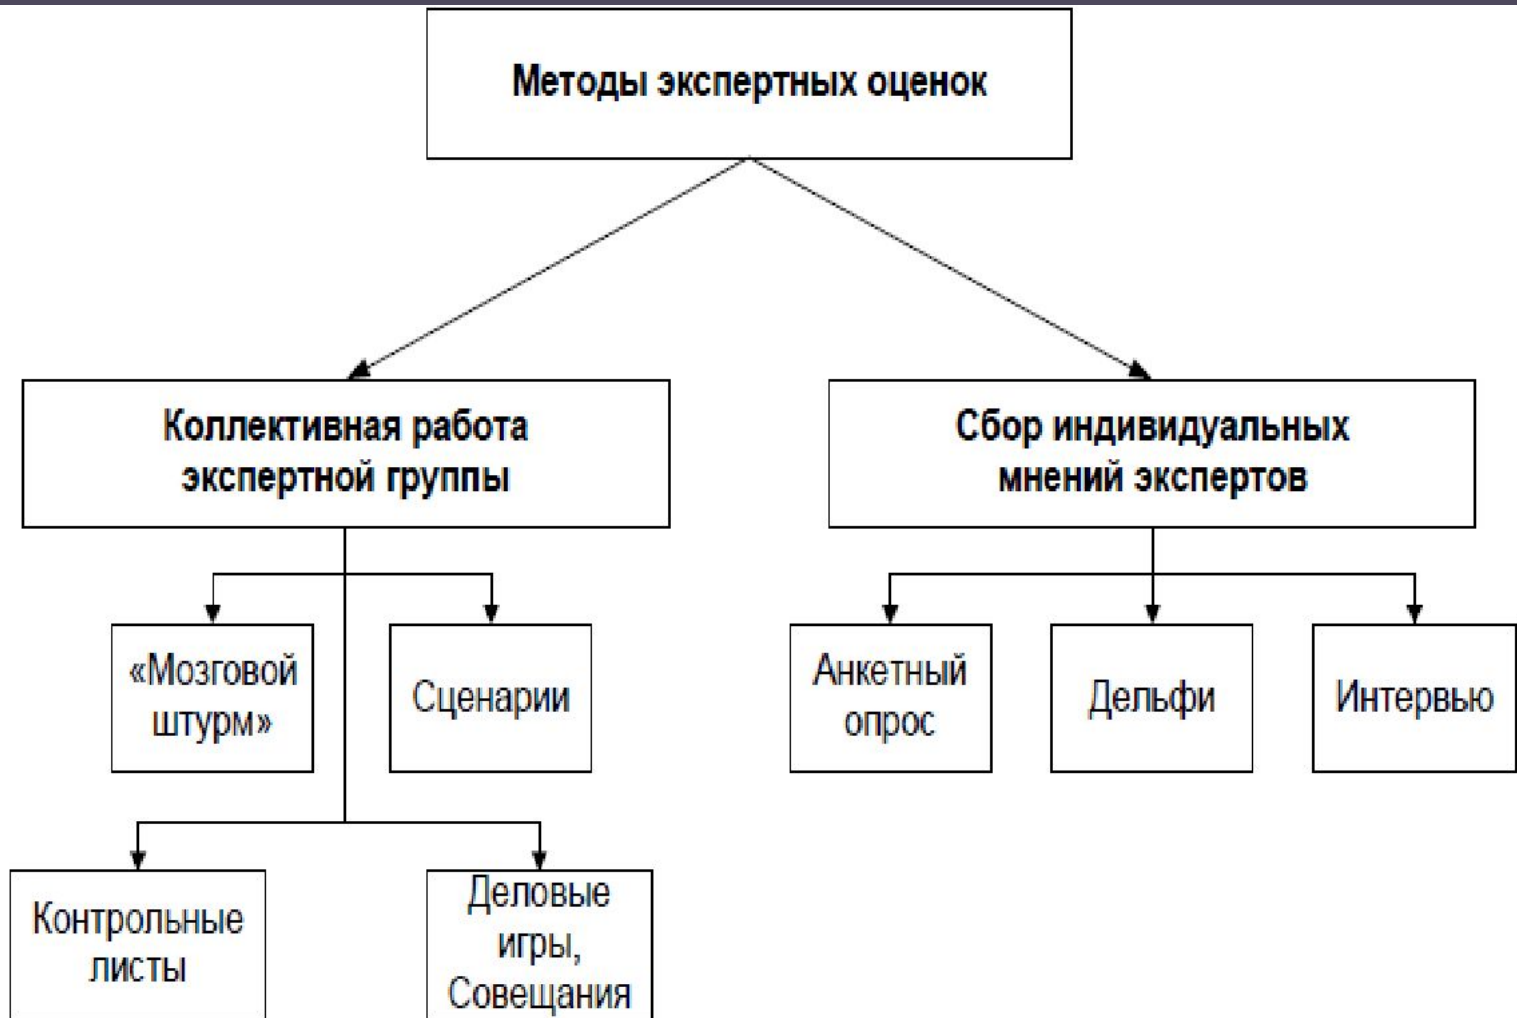 Методы экспертных оценок
Коллективная работа
экспертной группы
Сбор индивидуальных
мнений экспертов
«Мозговой
штурм»
Сценарии
Анкетный
опрос
Дельфи
Интервью
Контрольные
листы
Деловые
игры,
Совещания